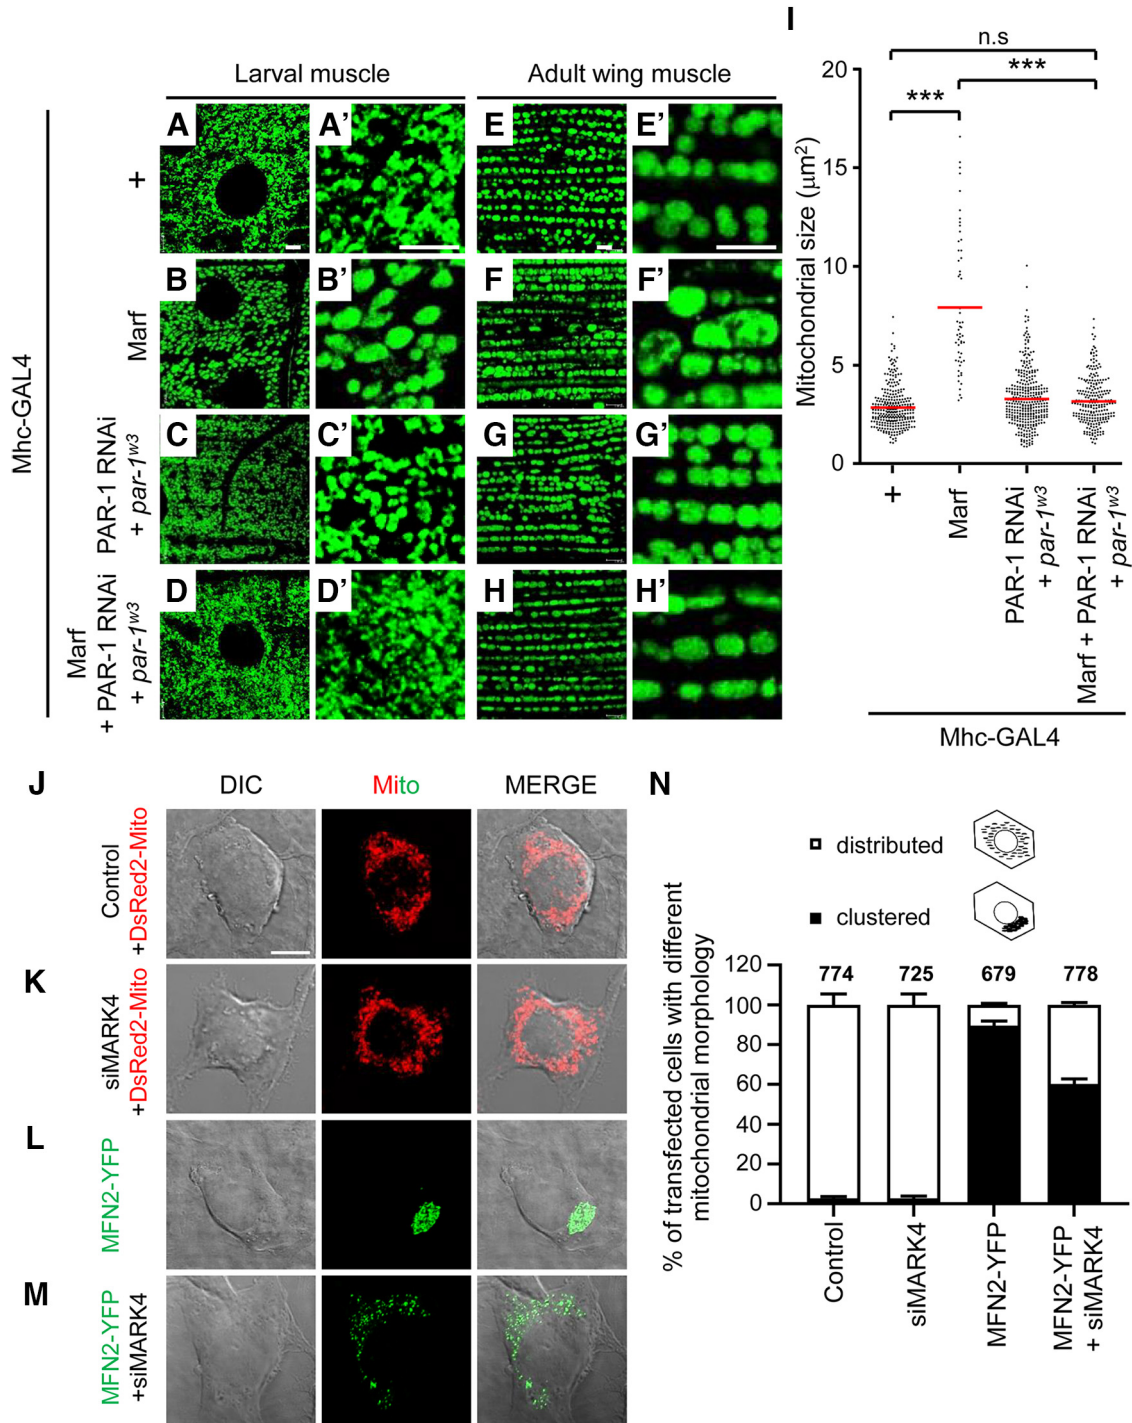 I
Larval muscle
Adult wing muscle
Mhc-GAL4
+
A
A'
E
E'
Marf
B
B'
F
F'
PAR-1 RNAi
+ par-1w3
C
C'
G
G'
Marf
+ PAR-1 RNAi
+ par-1w3
D
D'
H
H'
n.s
***
***
Mitochondrial size (μm2)
20
15
10
5
0
+
Marf
PAR-1 RNAi
+ par-1w3
Marf + PAR-1 RNAi
+ par-1w3
Mhc-GAL4
J
DIC
Mito
MERGE
Control
+DsRed2-Mito
K
siMARK4
+DsRed2-Mito
L
MFN2-YFP
M
MFN2-YFP
+siMARK4
N
distributed
clustered
% of transfected cells with different
mitochondrial morphology
120
100
80
60
40
20
0
774
725
679
778
Control
siMARK4
MFN2-YFP
MFN2-YFP
+ siMARK4